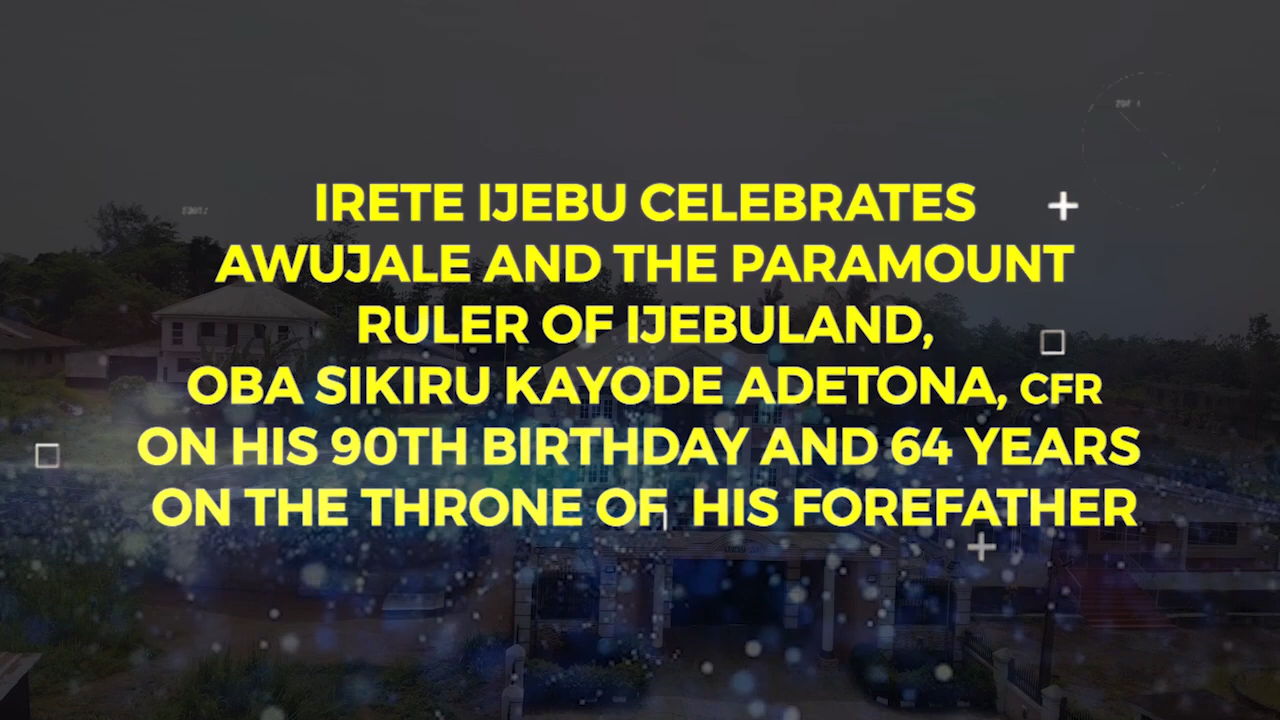 IRETE IJEBU CELEBRATES
AWUJALE AND THE PARAMOUNT
RULER OF IJEBULAND,
OBA SIKIRU KAYODE ADETONA, CFR
ON HIS 90TH BIRTHDAY AND 64 YEARS
ON THE THRONE OF HIS FOREFATHER